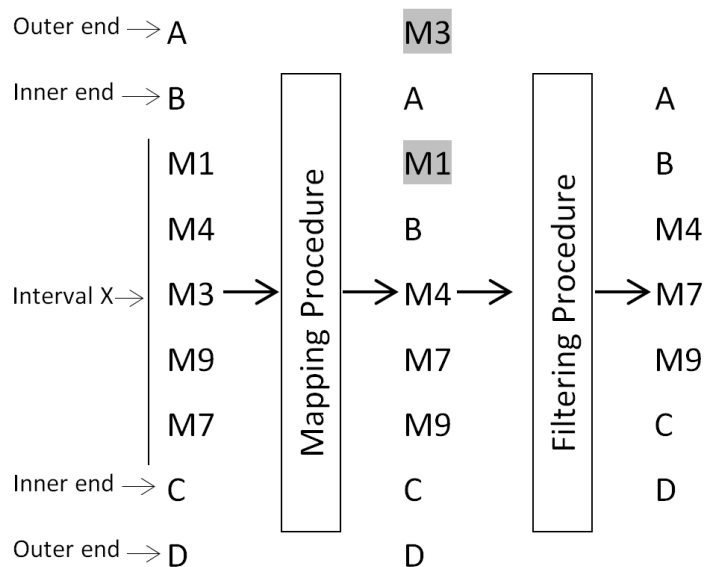 Outer end A M3
Inner end B A A
M1 M1 B
M4 B M4
Interval X M3 M4 M7
M9 M7 M9
M7 M9 C
Inner end C C D
Outer end D D
Mapping Procedure
Filtering Procedure